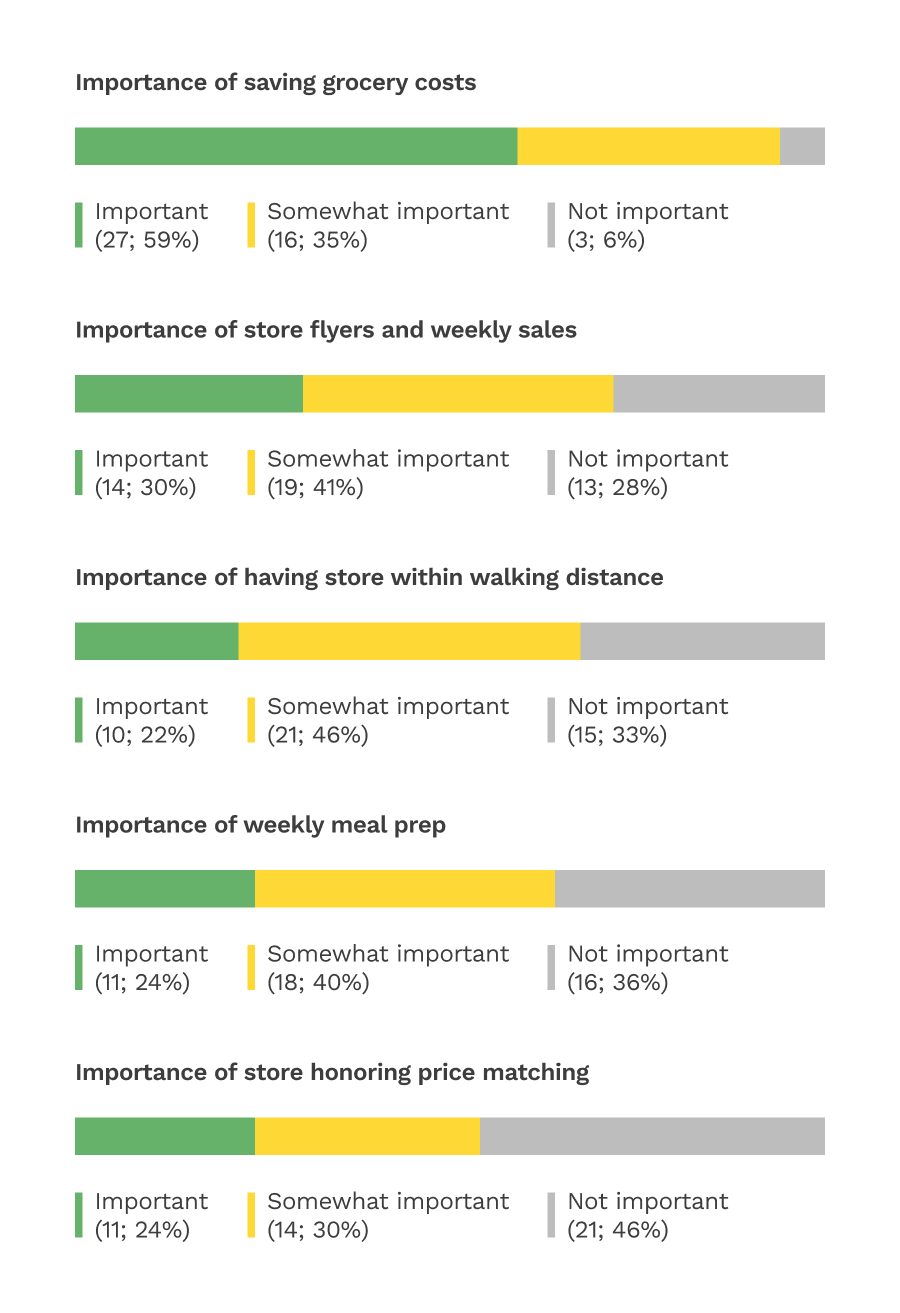 Importance of saving grocery costs
Important Somewhat important Not important
(27; 59%) (16; 35%) (3; 6%)
Importance of store flyers and weekly sales
Important Somewhat important Not important
(14; 30%) (19; 41%) (13; 28%)
Importance of having store within walking distance
Important Somewhat important Not important
(10; 22%) (21; 46%) (15; 33%)
Importance of weekly meal prep
Important Somewhat important Not important
(11; 24%) (18; 40%) (16; 36%)
Importance of store honoring price matching
Important Somewhat important Not important
(11; 24%) (14; 30%) (21; 46%)